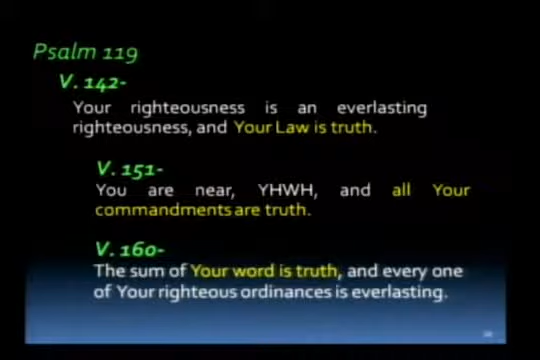 Psalm 119
V. 142-
Your righteousness is an everlasting
righteousness, and Your Law is truth.
V. 151-
You are near, YHWH, and all Your
commandments are truth.
V. 160-
The sum of Your word is truth, and every one
of Your righteous ordinances is everlasting.